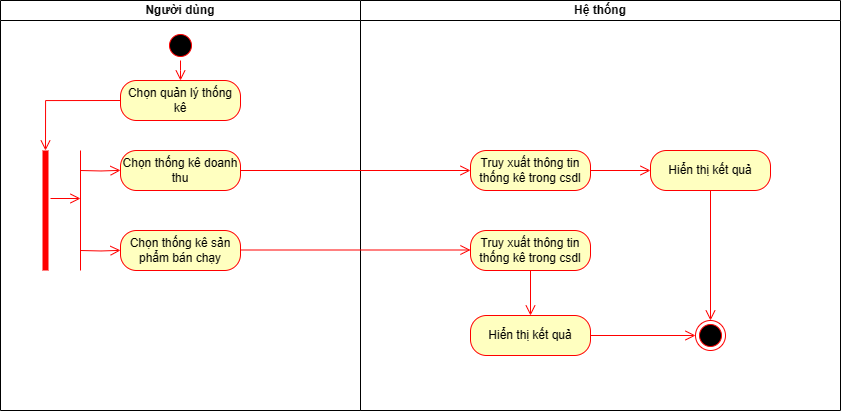 Người dùng
Hệ thống
Chọn quản lý thống
kê
Chọn thống kê doanh
thu
Truy xuất thông tin
thống kê trong csdl
Hiển thị kết quả
Chọn thống kê sản
phẩm bán chạy
Truy xuất thông tin
thống kê trong csdl
Hiển thị kết quả